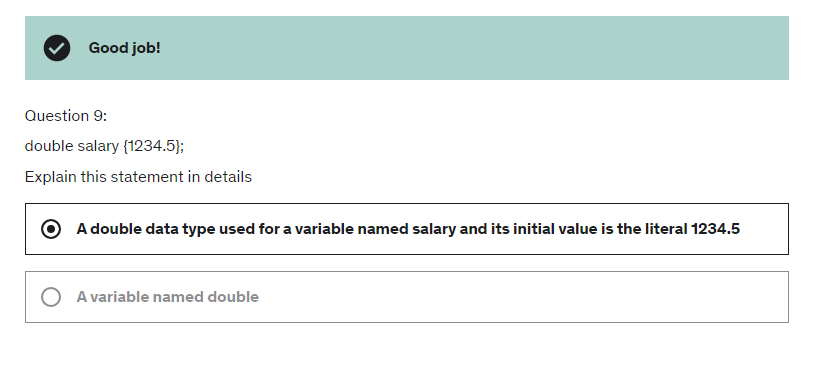 Good job!
Question 9:
double salary {1234.5};
Explain this statement in details
A double data type used for a variable named salary and its initial value is the literal 1234.5
A variable named double